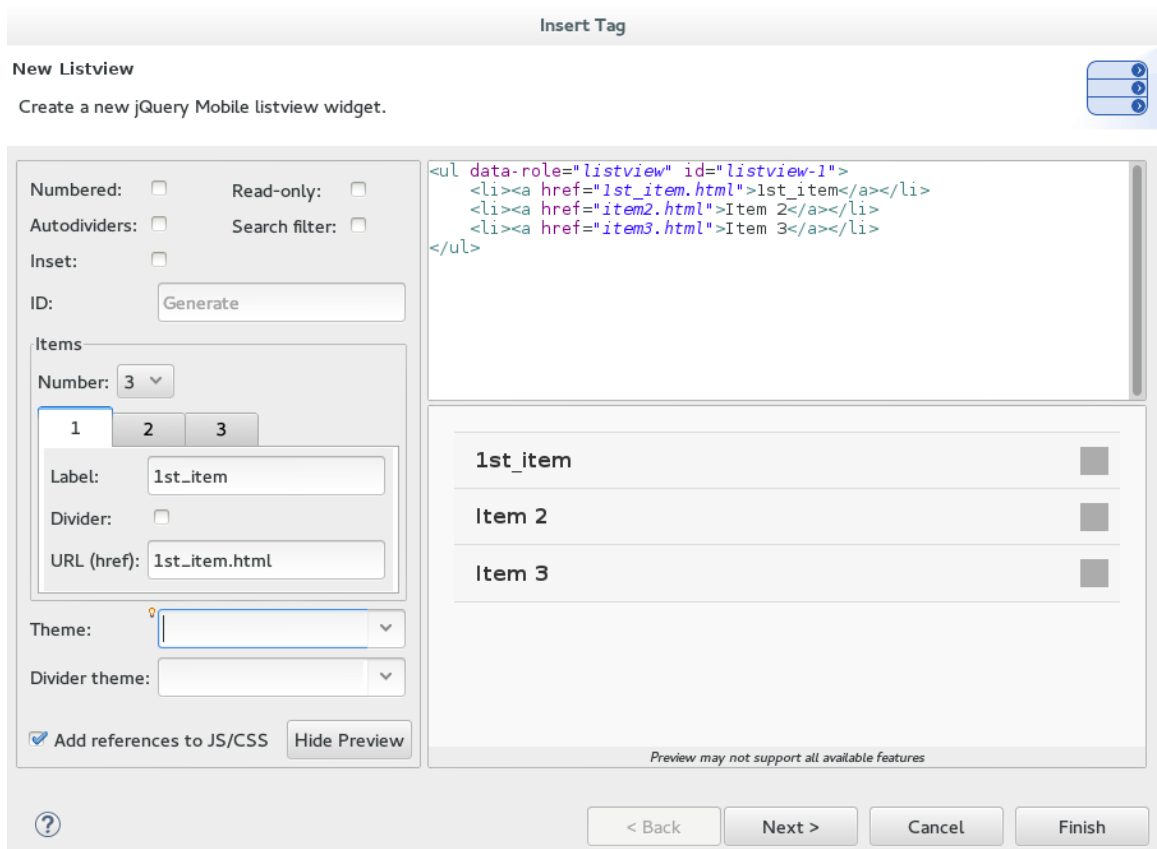 Insert Tag
New Listview
Create a new jQuery Mobile listview widget.
Numbered:
Read-only:
Autodividers:
Search filter:
Inset:
ID:
Generate
Items
Number:
3
1
2
3
Label:
1st_item
Divider:
URL (href):
1st_item.html
Theme:
Divider theme:
Add references to JS/CSS
Hide Preview
<ul data-role="listview" id="listview-1">
    <li><a href="1st_item.html">1st_item</a></li>
    <li><a href="item2.html">Item 2</a></li>
    <li><a href="item3.html">Item 3</a></li>
</ul>
1st_item
Item 2
Item 3
Preview may not support all available features
?
< Back
Next >
Cancel
Finish